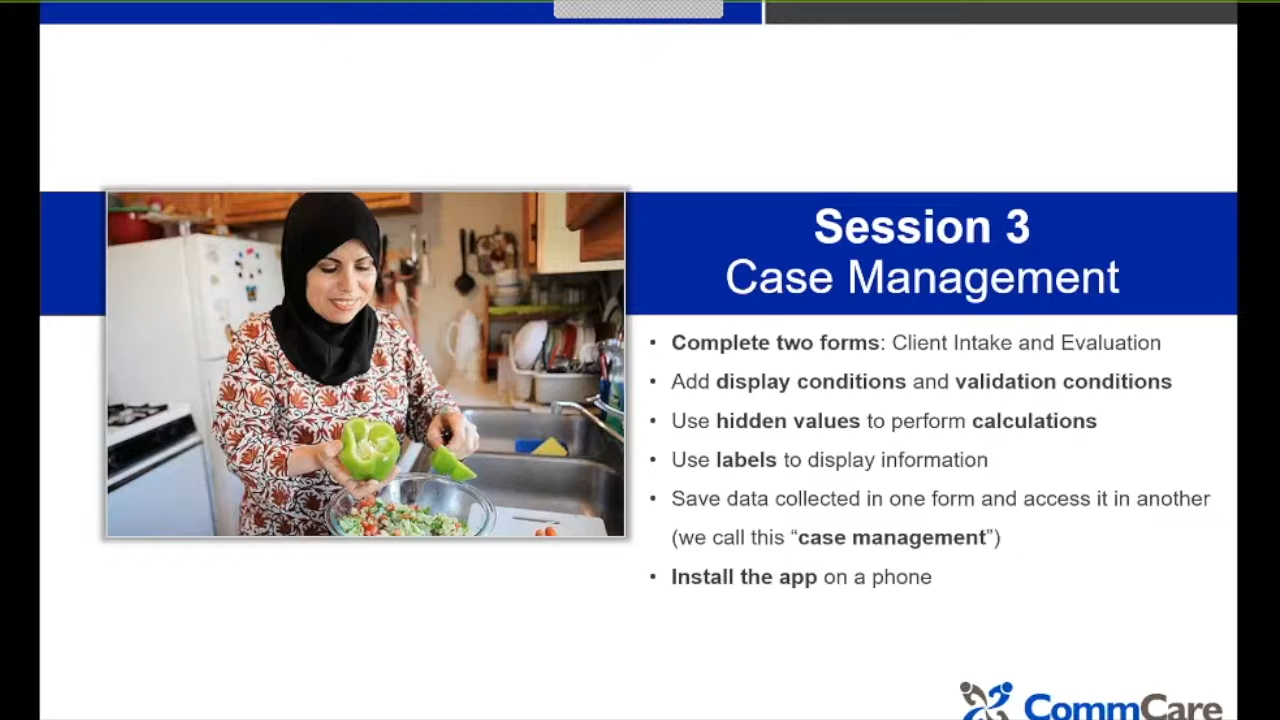 Session 3
Case Management
• Complete two forms: Client Intake and Evaluation
• Add display conditions and validation conditions
• Use hidden values to perform calculations
• Use labels to display information
• Save data collected in one form and access it in another
(we call this “case management”)
• Install the app on a phone
CommCare